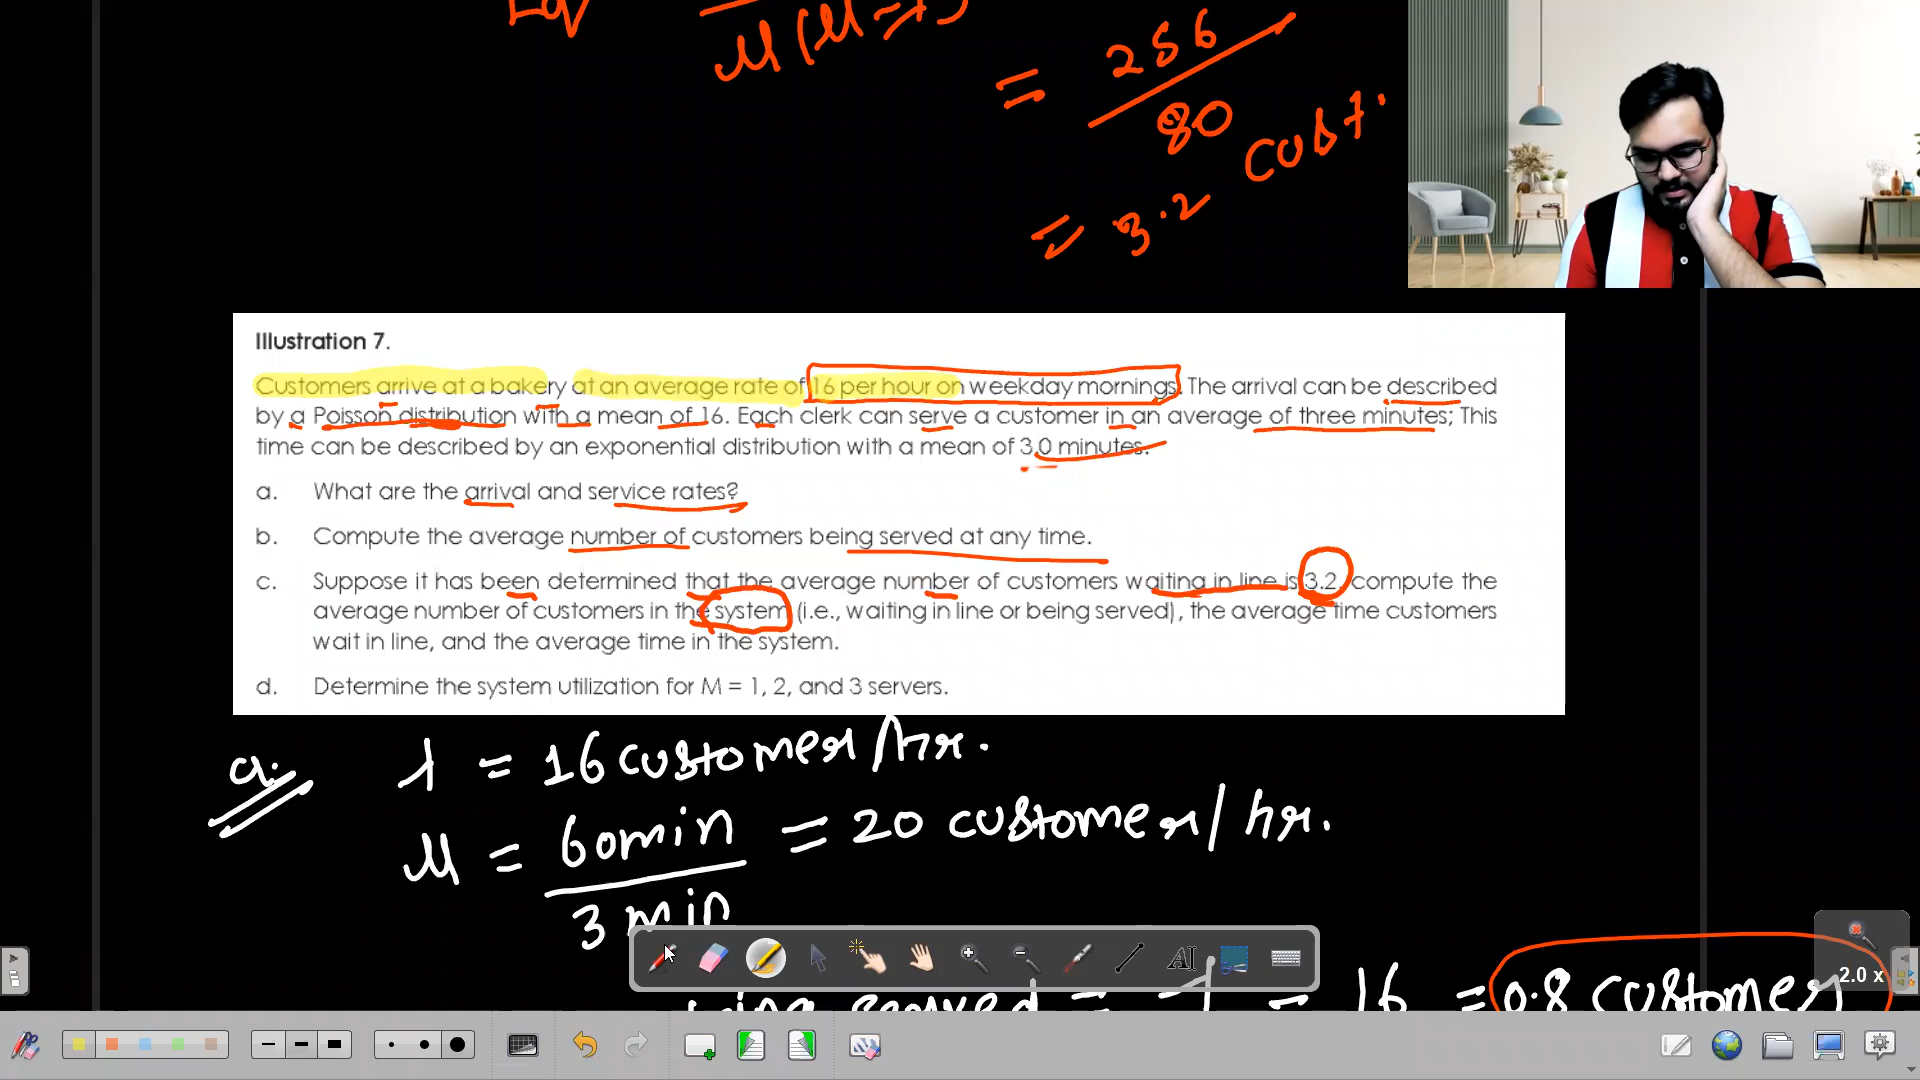 Lq
μ(μ-λ)
= 256/80 cust.
= 3.2
Illustration 7.
Customers arrive at a bakery at an average rate of 16 per hour on weekday mornings. The arrival can be described
by a Poisson distribution with a mean of 16. Each clerk can serve a customer in an average of three minutes; This
time can be described by an exponential distribution with a mean of 3.0 minutes.
a. What are the arrival and service rates?
b. Compute the average number of customers being served at any time.
c. Suppose it has been determined that the average number of customers waiting in line is 3.2, compute the
average number of customers in the system (i.e., waiting in line or being served), the average time customers
wait in line, and the average time in the system.
d. Determine the system utilization for M = 1, 2, and 3 servers.
a. λ = 16 customer/hr.
μ = 60min/3 min = 20 customer/hr.
being served = λ = 16 = 0.8 customer
2.0 x